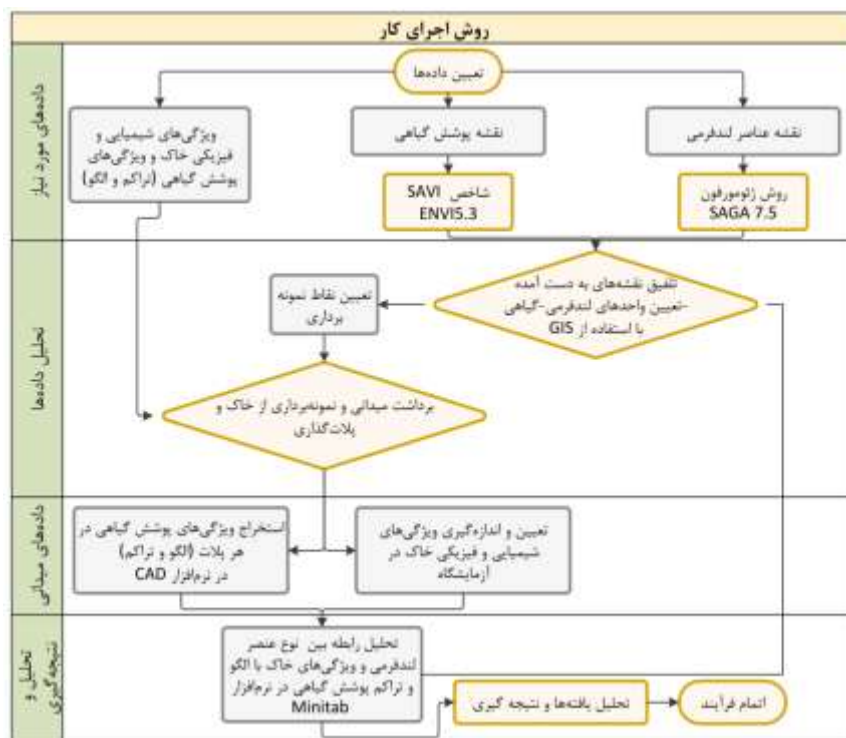 روش اجرای کار
داده‌های مورد نیاز
تعیین داده‌ها
نقشه عناصر لندفرمی
نقشه پوشش گیاهی
ویژگی‌های شیمیایی و
فیزیکی خاک و ویژگی‌های
پوشش گیاهی (تراکم و الگو)
روش ژئومورفون
SAGA 7.5
شاخص SAVI
ENVI5.3
تحلیل داده‌ها
تلفیق نقشه‌های به دست آمده
-تعیین واحدهای لندفرمی-گیاهی
با استفاده از GIS
تعیین نقاط نمونه
برداری
برداشت میدانی و نمونه‌برداری از خاک و
پلات‌گذاری
داده‌های میدانی
تعیین و اندازه‌گیری ویژگی‌های
شیمیایی و فیزیکی خاک در
آزمایشگاه
استخراج ویژگی‌های پوشش گیاهی در
هر پلات (الگو و تراکم)
در نرم‌افزار CAD
تحلیل و
نتیجه‌گیری
تحلیل رابطه بین نوع عنصر
لندفرمی و ویژگی‌های خاک با الگو
و تراکم پوشش گیاهی در نرم‌افزار
Minitab
تحلیل یافته‌ها و نتیجه گیری.
اتمام فرآیند